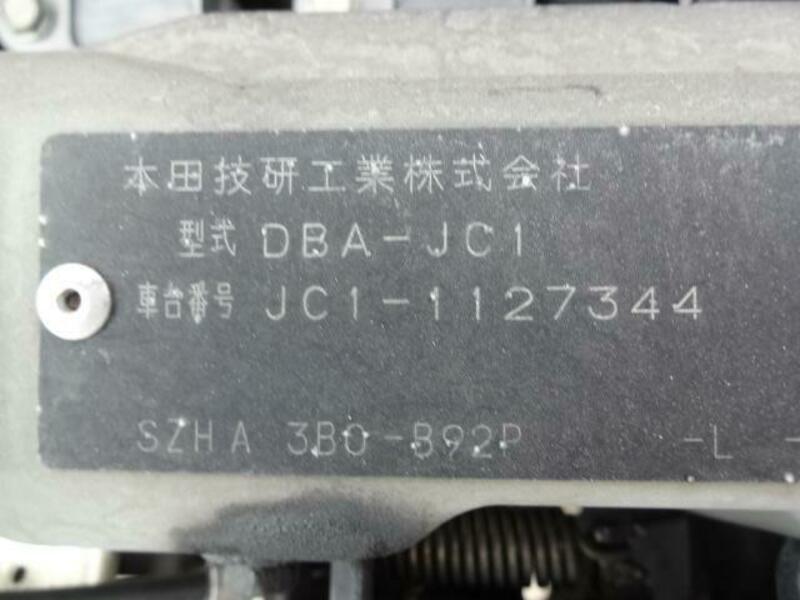 本田技研工業株式会社
型式 DBA-JC1
車台番号 JC1-1127344
SZHA 3B0-B92P -L -